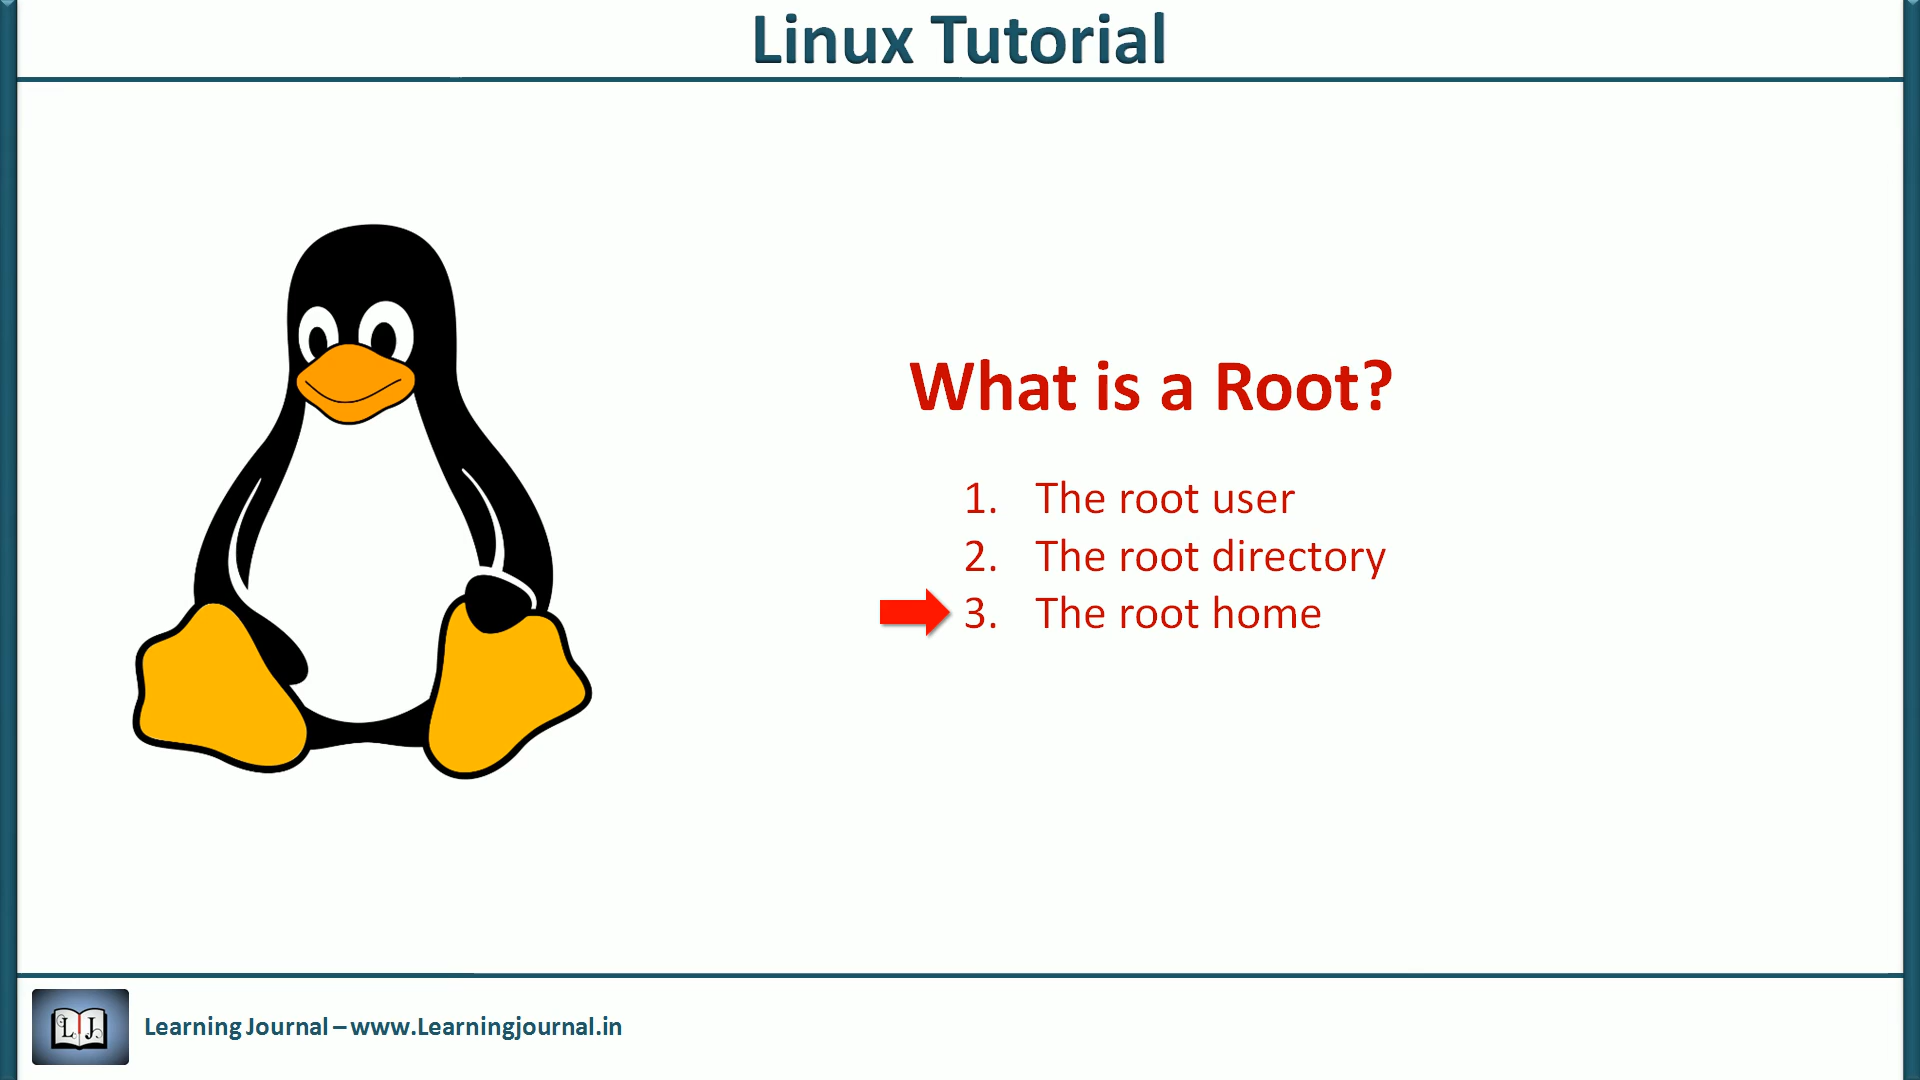 Linux Tutorial
What is a Root?
1. The root user
2. The root directory
3. The root home
L J
Learning Journal – www.Learningjournal.in